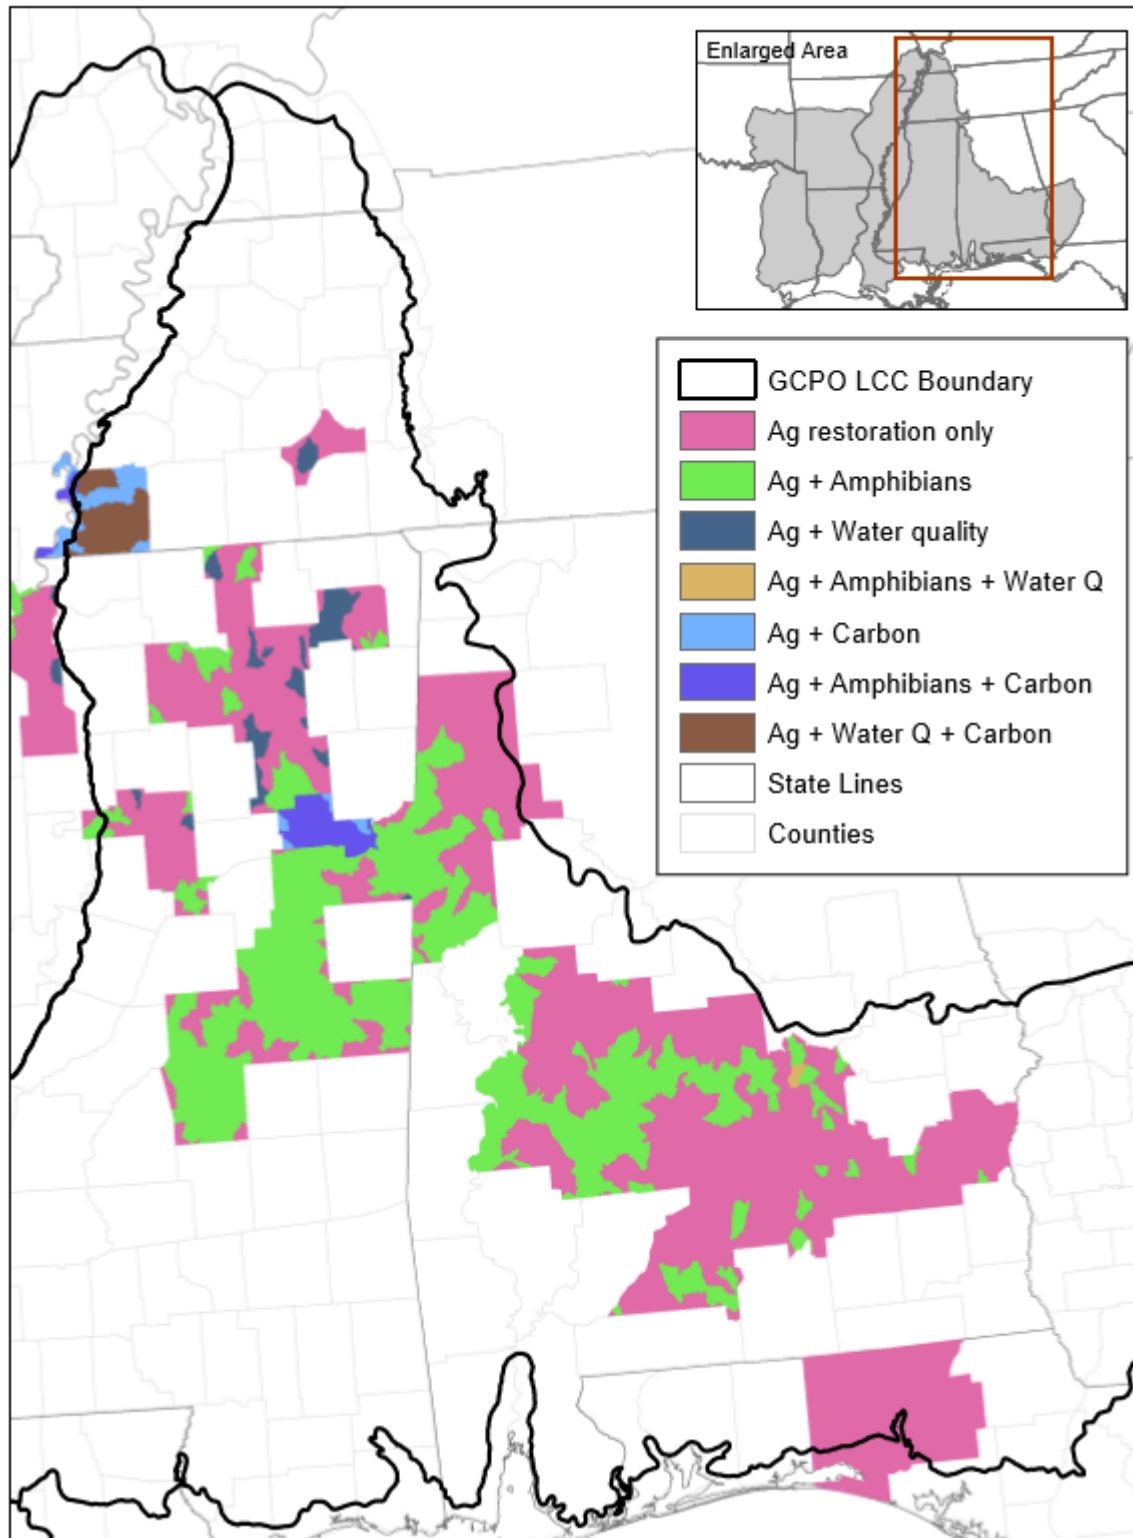 Enlarged Area
GCPO LCC Boundary
Ag restoration only
Ag + Amphibians
Ag + Water quality
Ag + Amphibians + Water Q
Ag + Carbon
Ag + Amphibians + Carbon
Ag + Water Q + Carbon
State Lines
Counties